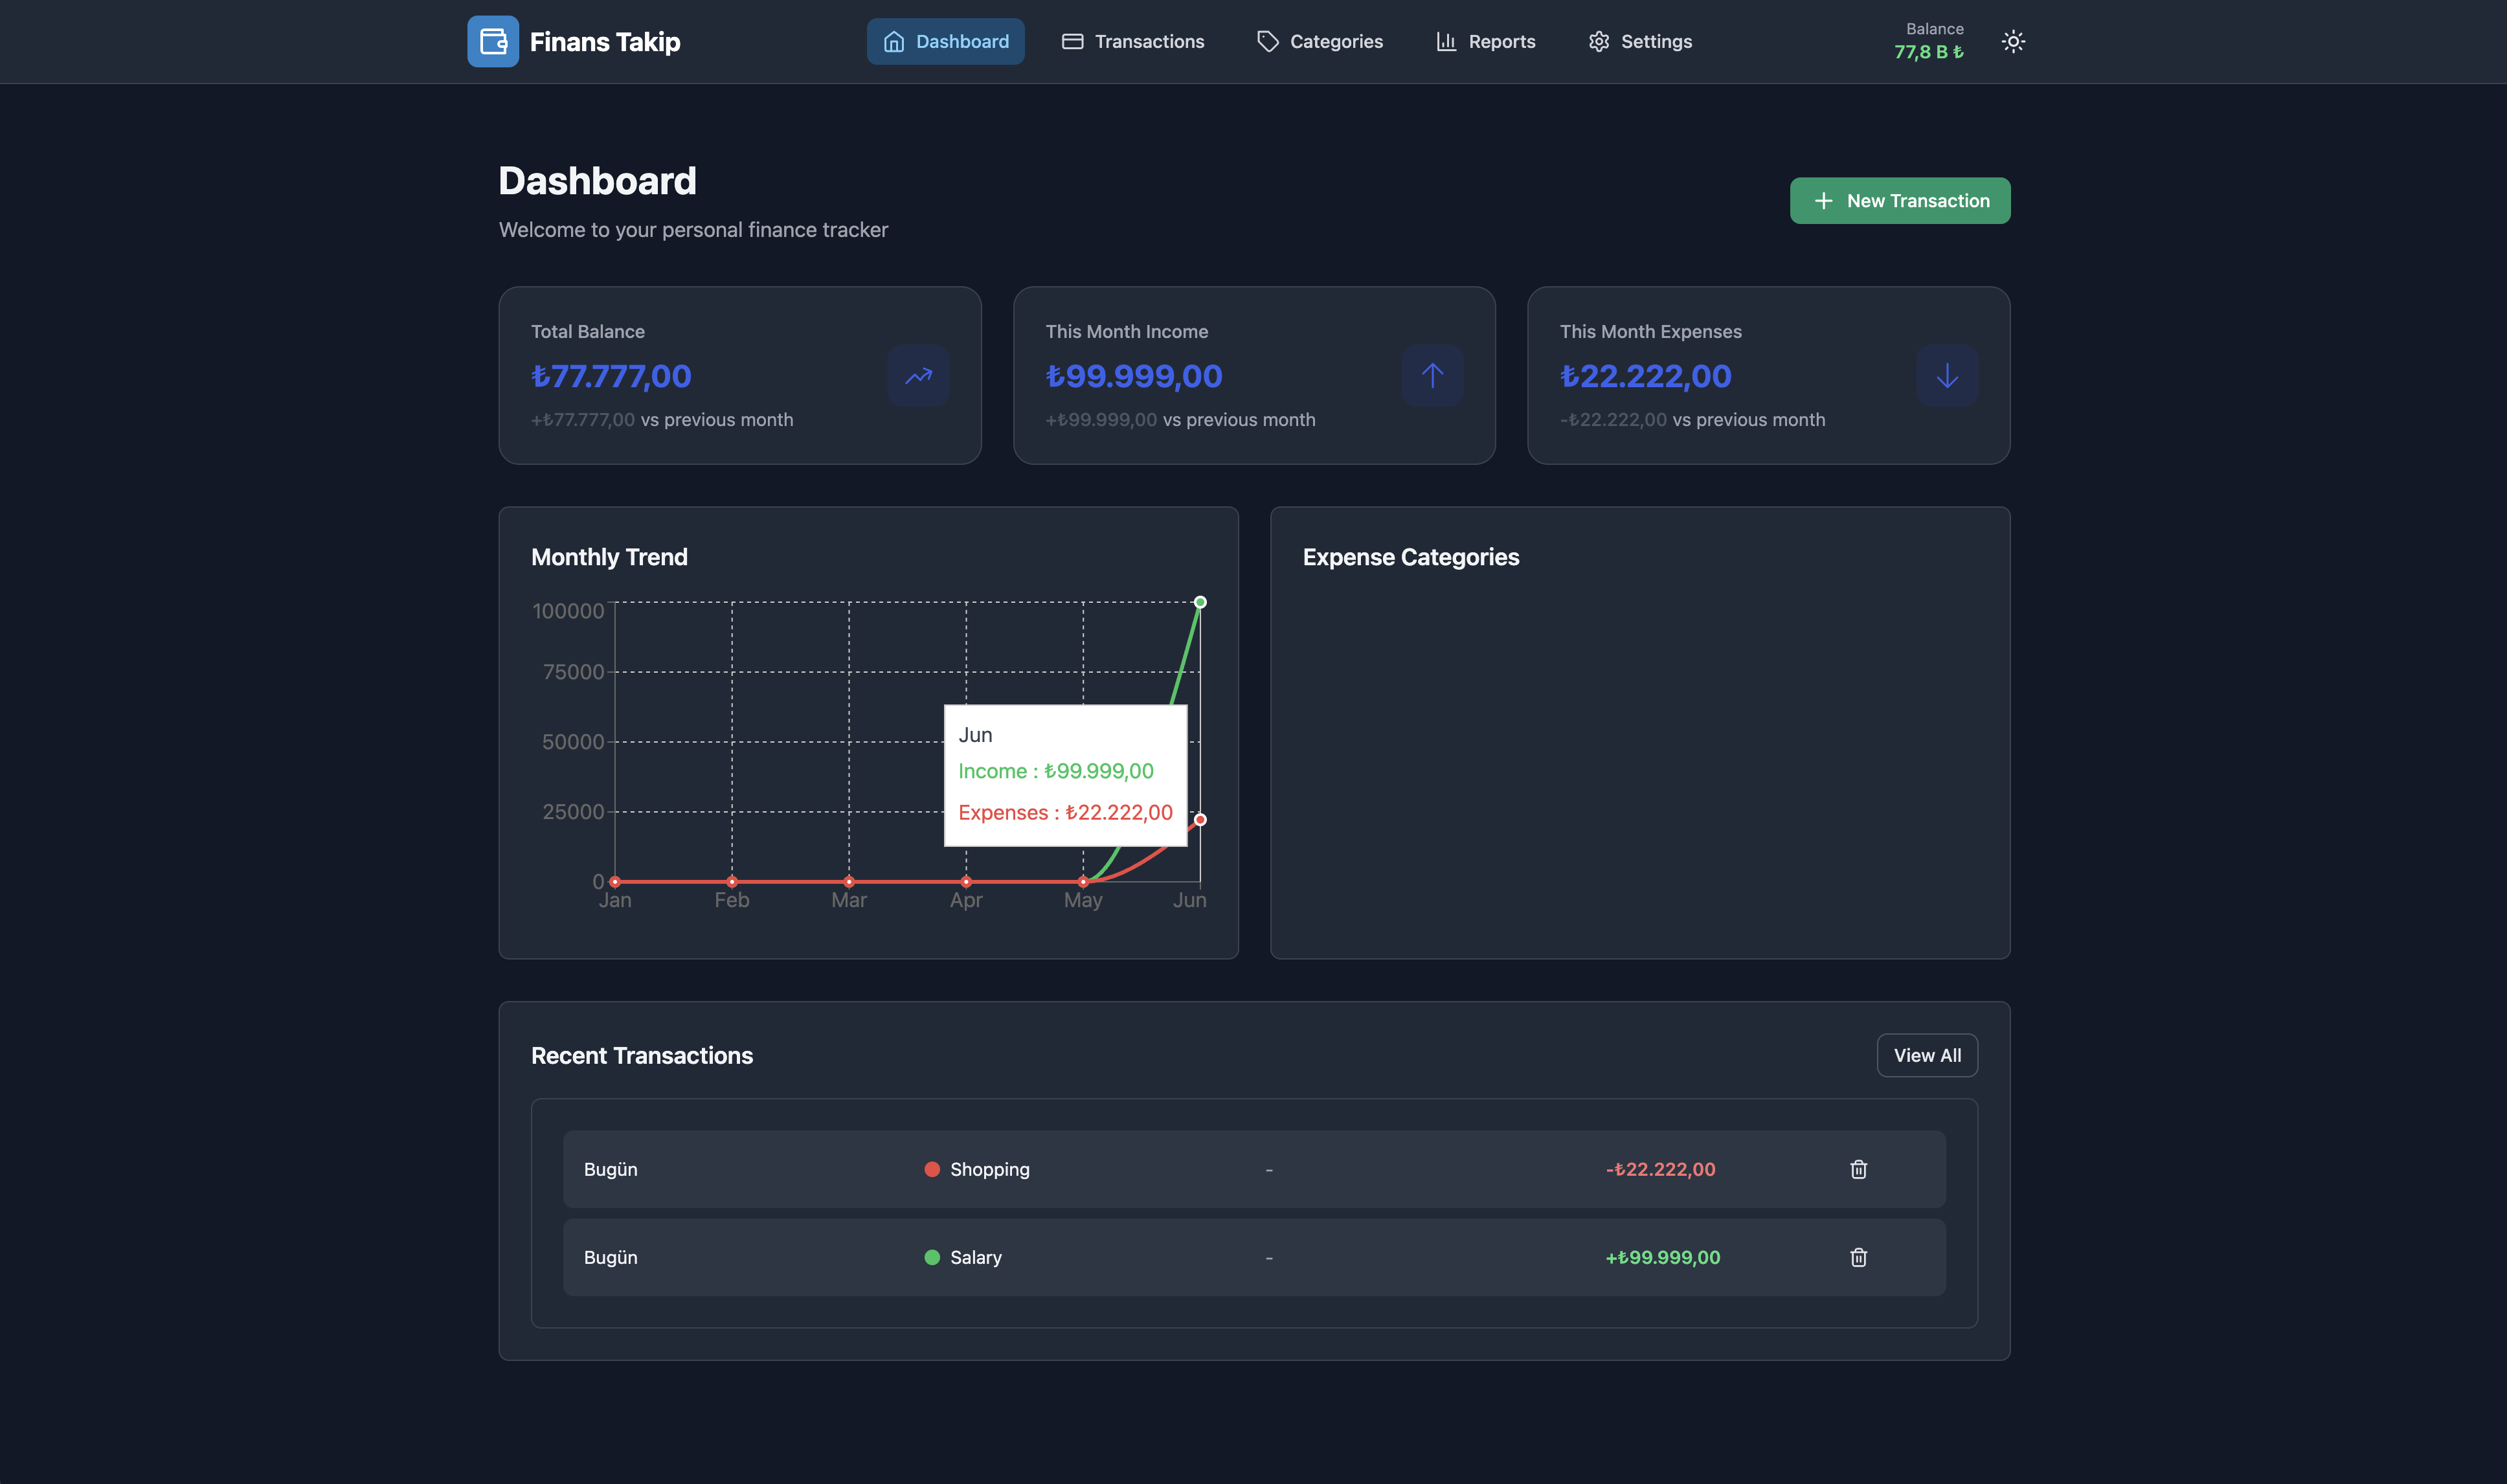 Finans Takip
Dashboard
Transactions
Categories
Reports
Settings
Balance
77,8 B ₺
Dashboard
Welcome to your personal finance tracker
New Transaction
Total Balance
₺77.777,00
+₺77.777,00 vs previous month
This Month Income
₺99.999,00
+₺99.999,00 vs previous month
This Month Expenses
₺22.222,00
-₺22.222,00 vs previous month
Monthly Trend
100000
75000
50000
25000
0
Jan
Feb
Mar
Apr
May
Jun
Jun
Income : ₺99.999,00
Expenses : ₺22.222,00
Expense Categories
Recent Transactions
View All
Bugün Shopping - -₺22.222,00
Bugün Salary - +₺99.999,00